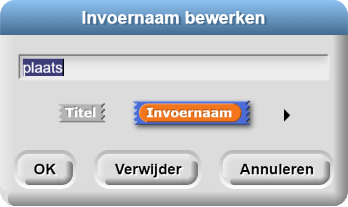 Invoernaam bewerken
plaats
Titel Invoernaam
OK Verwijder Annuleren